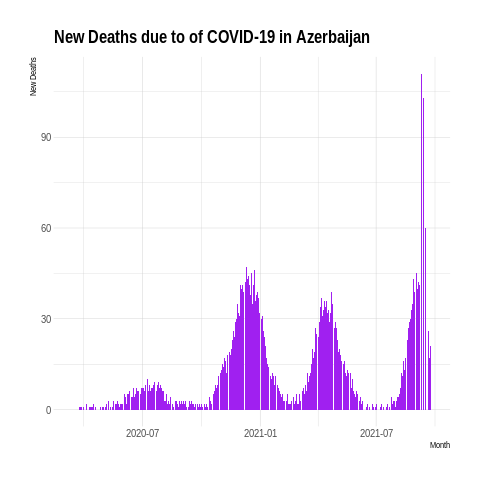 New Deaths due to of COVID-19 in Azerbaijan
New Deaths
90
60
30
0
2020-07 2021-01 2021-07
Month